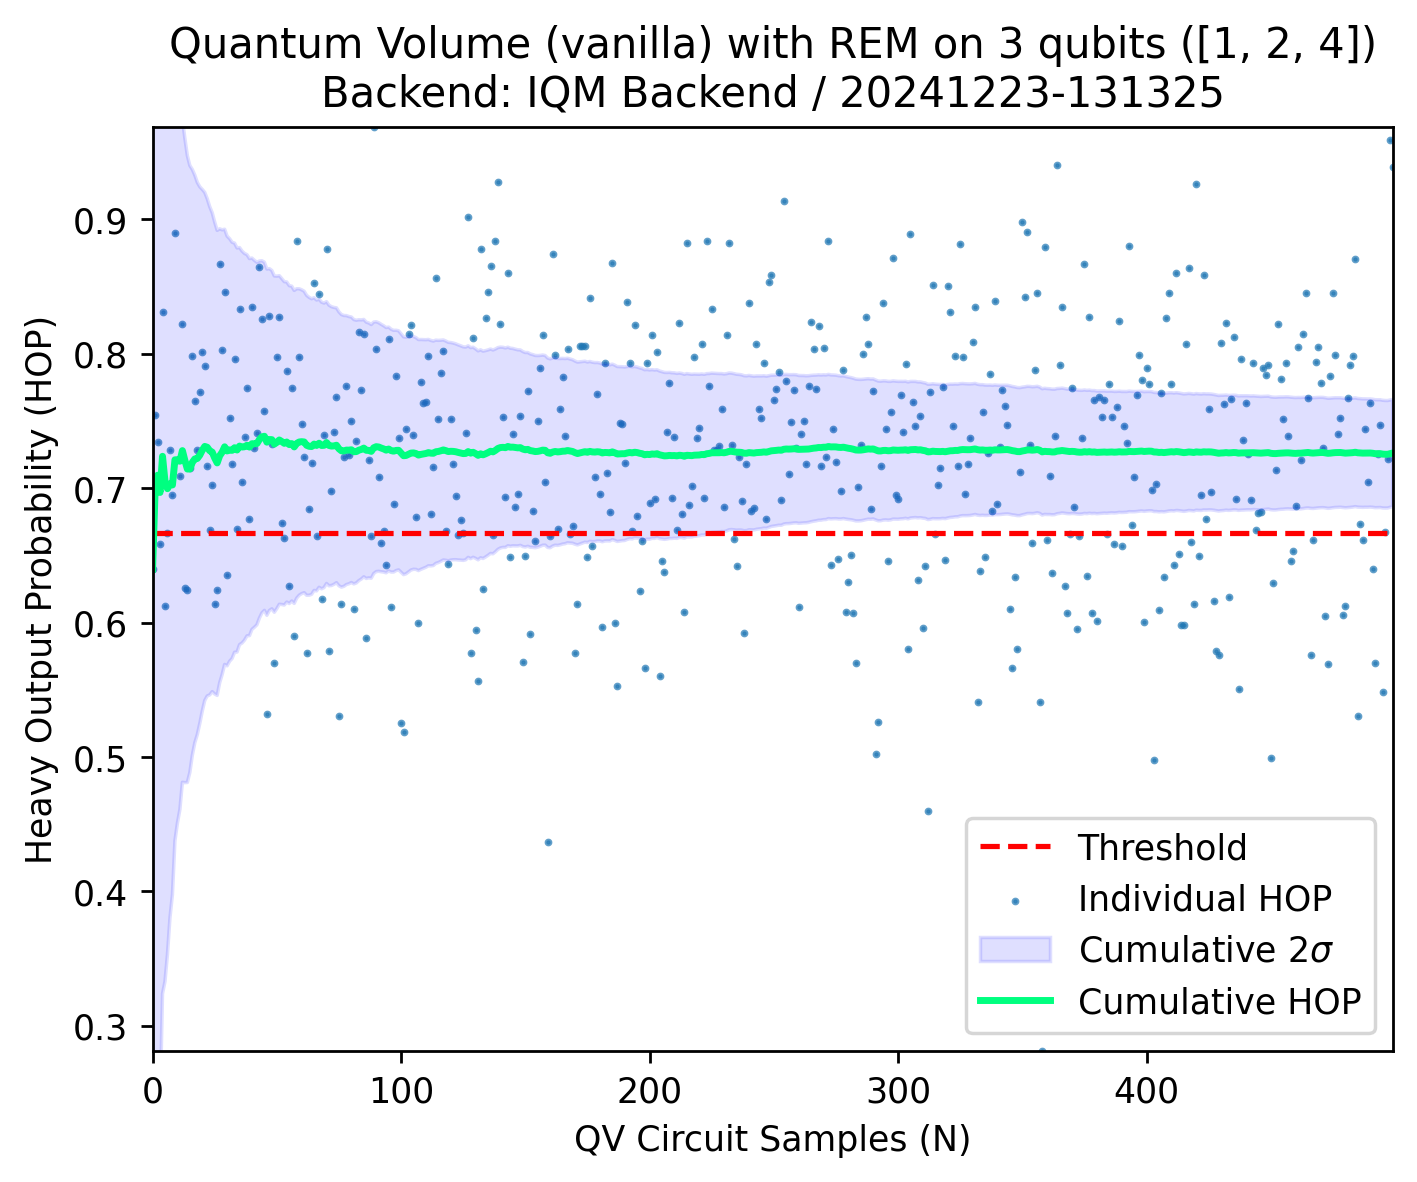 Quantum Volume (vanilla) with REM on 3 qubits ([1, 2, 4])
Backend: IQM Backend / 20241223-131325
Heavy Output Probability (HOP)
0.9
0.8
0.7
0.6
0.5
0.4
0.3
Threshold
Individual HOP
Cumulative 2σ
Cumulative HOP
0 100 200 300 400
QV Circuit Samples (N)